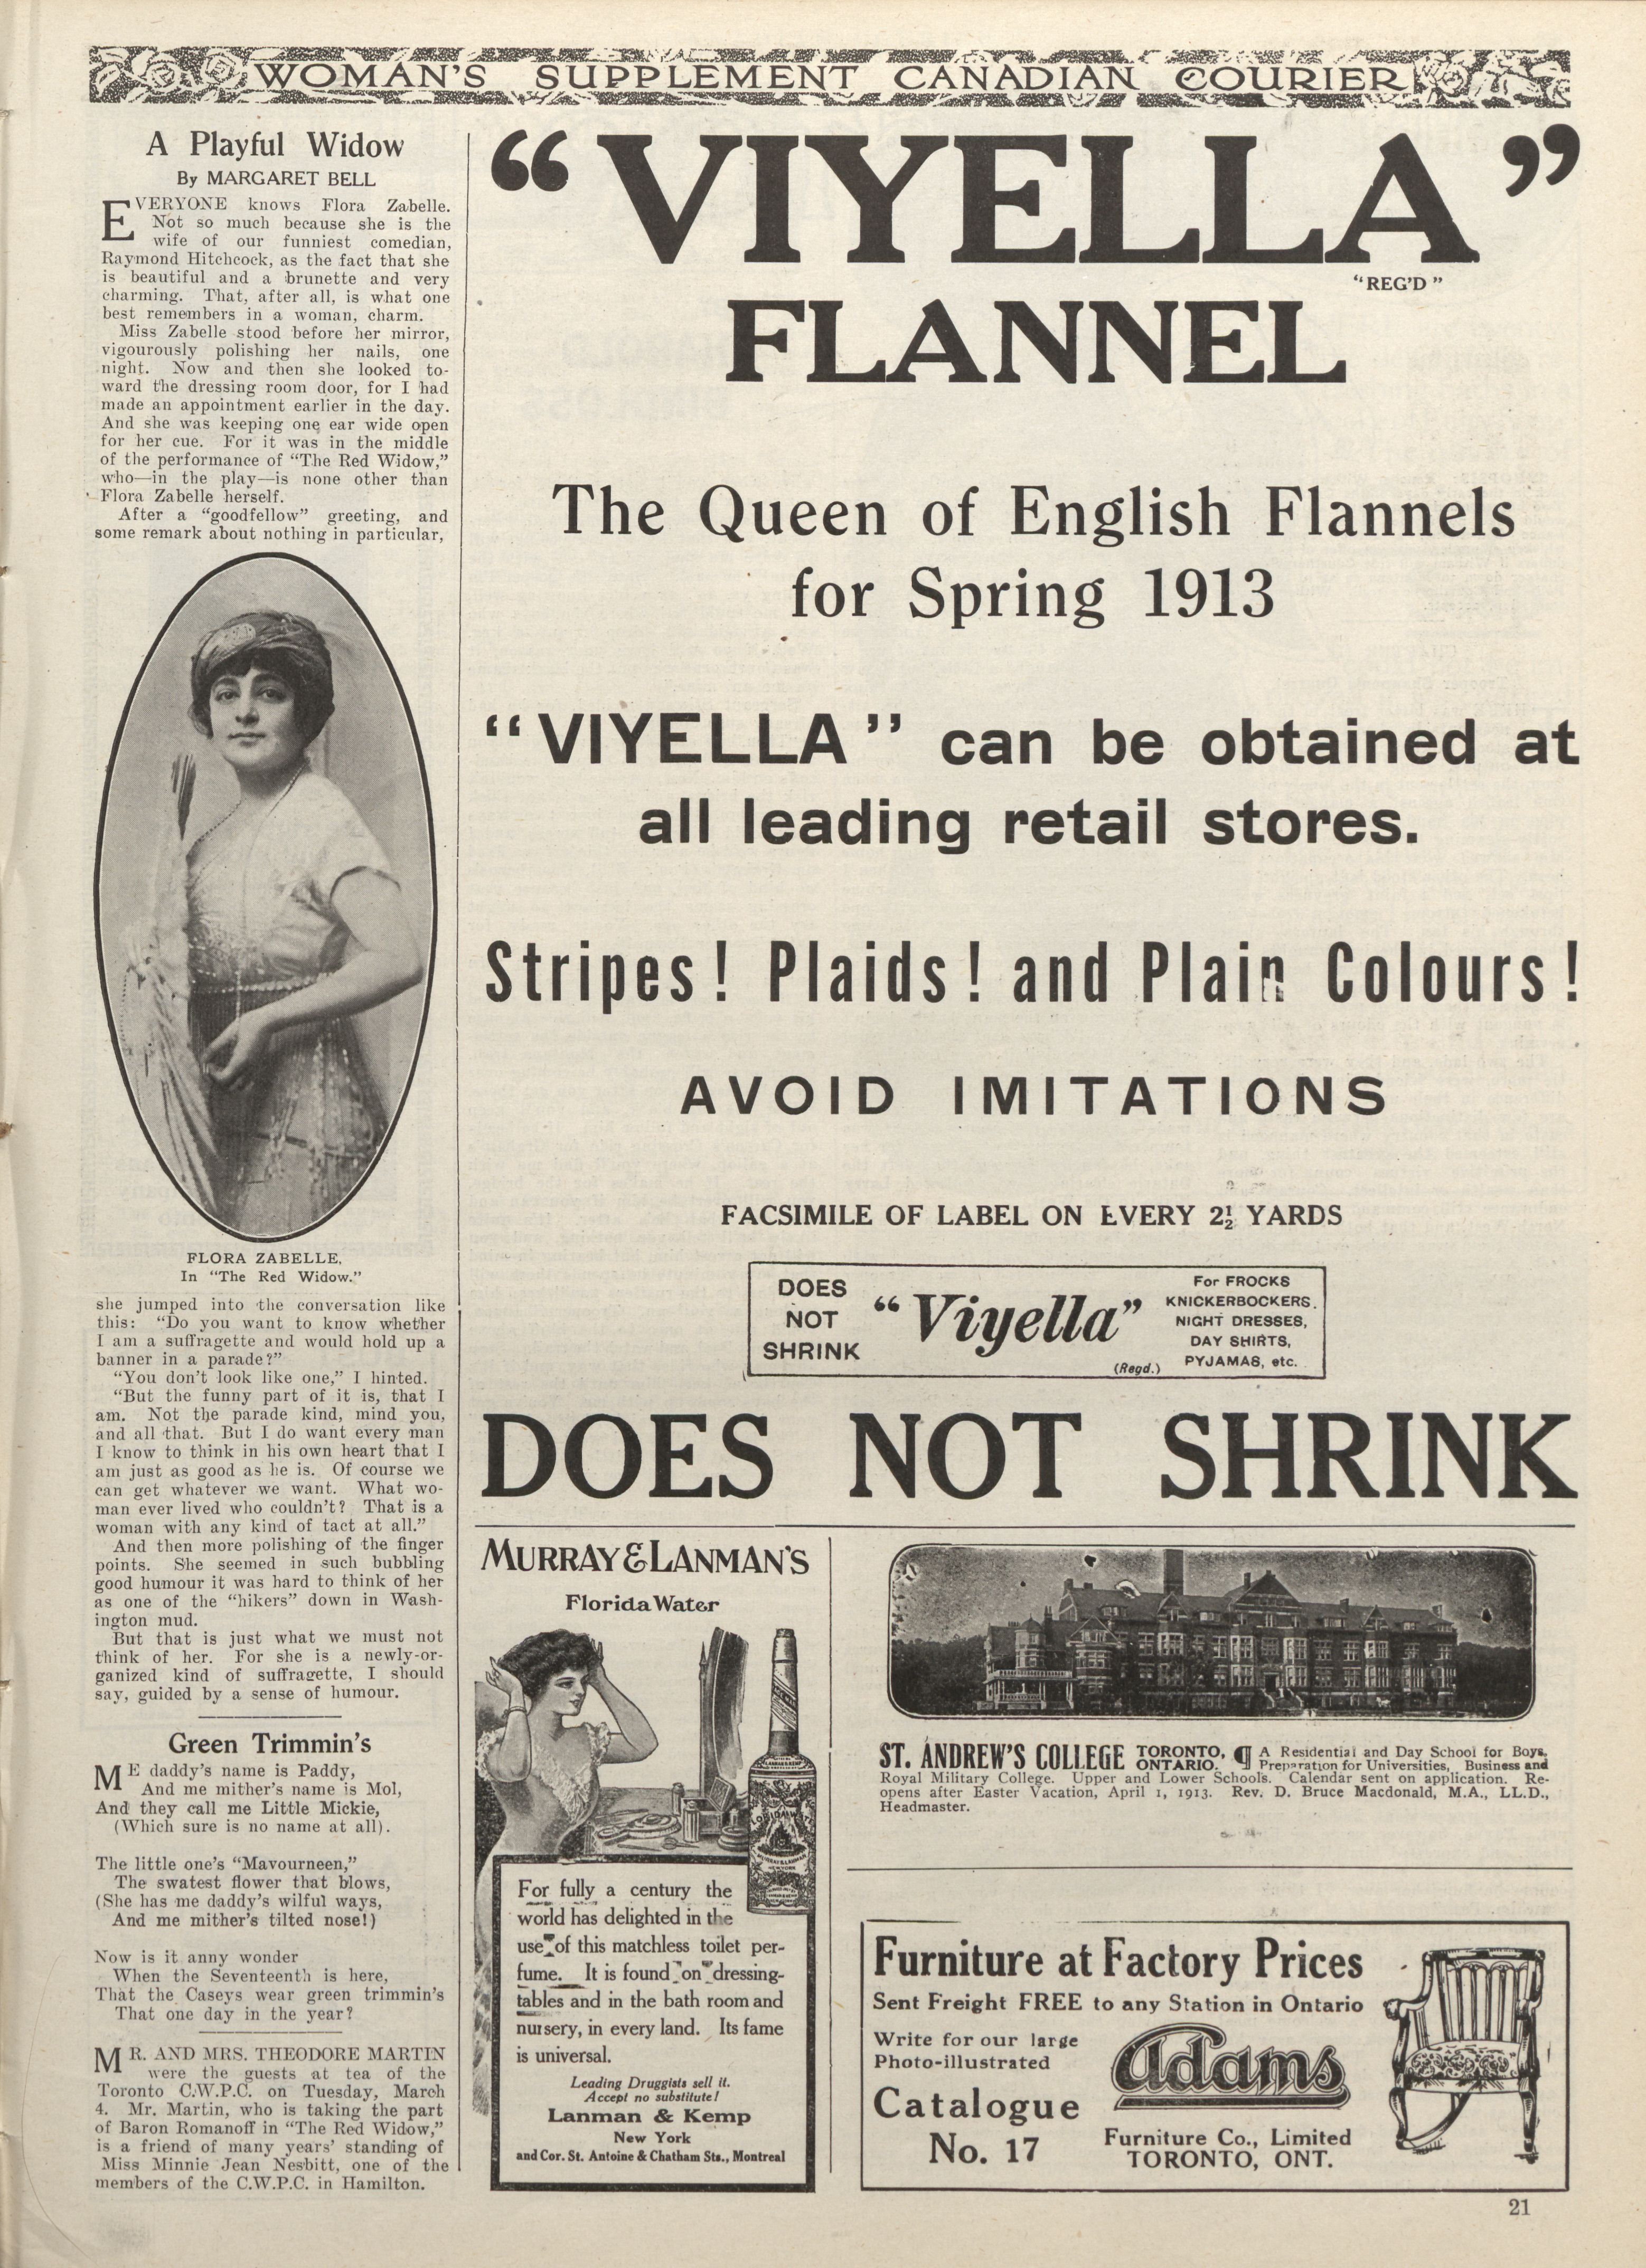 WOMAN'S SUPPLEMENT CANADIAN COURIER
A Playful Widow
By MARGARET BELL
EVERYONE knows Flora Zabelle.
Not so much because she is the
wife of our funniest comedian,
Raymond Hitchcock, as the fact that she
is beautiful and a brunette and very
charming. That, after all, is what one
best remembers in a woman, charm.
Miss Zabelle stood before her mirror,
vigourously polishing her nails, one
night. Now and then she looked to-
ward the dressing room door, for I had
made an appointment earlier in the day.
And she was keeping one ear wide open
for her cue. For it was in the middle
of the performance of "The Red Widow,"
who—in the play—is none other than
Flora Zabelle herself.
After a "goodfellow" greeting, and
some remark about nothing in particular,
FLORA ZABELLE,
In "The Red Widow."
she jumped into the conversation like
this: "Do you want to know whether
I am a suffragette and would hold up a
banner in a parade?"
"You don't look like one," I hinted.
"But the funny part of it is, that I
am. Not the parade kind, mind you,
and all that. But I do want every man
I know to think in his own heart that I
am just as good as he is. Of course we
can get whatever we want. What wo-
man ever lived who couldn't? That is a
woman with any kind of tact at all."
And then more polishing of the finger
points. She seemed in such bubbling
good humour it was hard to think of her
as one of the "hikers" down in Wash-
ington mud.
But that is just what we must not
think of her. For she is a newly-or-
ganized kind of suffragette, I should
say, guided by a sense of humour.
Green Trimmin's
ME daddy's name is Paddy,
And me mither's name is Mol,
And they call me Little Mickie,
(Which sure is no name at all).
The little one's "Mavourneen,"
The swatest flower that blows,
(She has me daddy's wilful ways,
And me mither's tilted nose!)
Now is it anny wonder
When the Seventeenth is here,
That the Caseys wear green trimmin's
That one day in the year?
MR. AND MRS. THEODORE MARTIN
were the guests at tea of the
Toronto C.W.P.C. on Tuesday, March
4. Mr. Martin, who is taking the part
of Baron Romanoff in "The Red Widow,"
is a friend of many years' standing of
Miss Minnie Jean Nesbitt, one of the
members of the C.W.P.C. in Hamilton.
"VIYELLA"
"REG'D"
FLANNEL
The Queen of English Flannels
for Spring 1913
"VIYELLA" can be obtained at
all leading retail stores.
Stripes! Plaids! and Plain Colours!
AVOID IMITATIONS
FACSIMILE OF LABEL ON EVERY 2½ YARDS
DOES
NOT
SHRINK
"Viyella"
(Regd.)
For FROCKS
KNICKERBOCKERS.
NIGHT DRESSES,
DAY SHIRTS,
PYJAMAS, etc.
DOES NOT SHRINK
MURRAY & LANMAN'S
Florida Water
For fully a century the
world has delighted in the
use of this matchless toilet per-
fume. It is found on dressing-
tables and in the bath room and
nursery, in every land. Its fame
is universal.
Leading Druggists sell it.
Accept no substitute!
Lanman & Kemp
New York
and Cor. St. Antoine & Chatham Sts., Montreal
ST. ANDREW'S COLLEGE TORONTO, ONTARIO. ¶ A Residential and Day School for Boys.
Preparation for Universities, Business and
Royal Military College. Upper and Lower Schools. Calendar sent on application. Re-
opens after Easter Vacation, April 1, 1913. Rev. D. Bruce Macdonald, M.A., LL.D.,
Headmaster.
Furniture at Factory Prices
Sent Freight FREE to any Station in Ontario
Write for our large
Photo-illustrated
Catalogue
No. 17
Adams
Furniture Co., Limited
TORONTO, ONT.
21